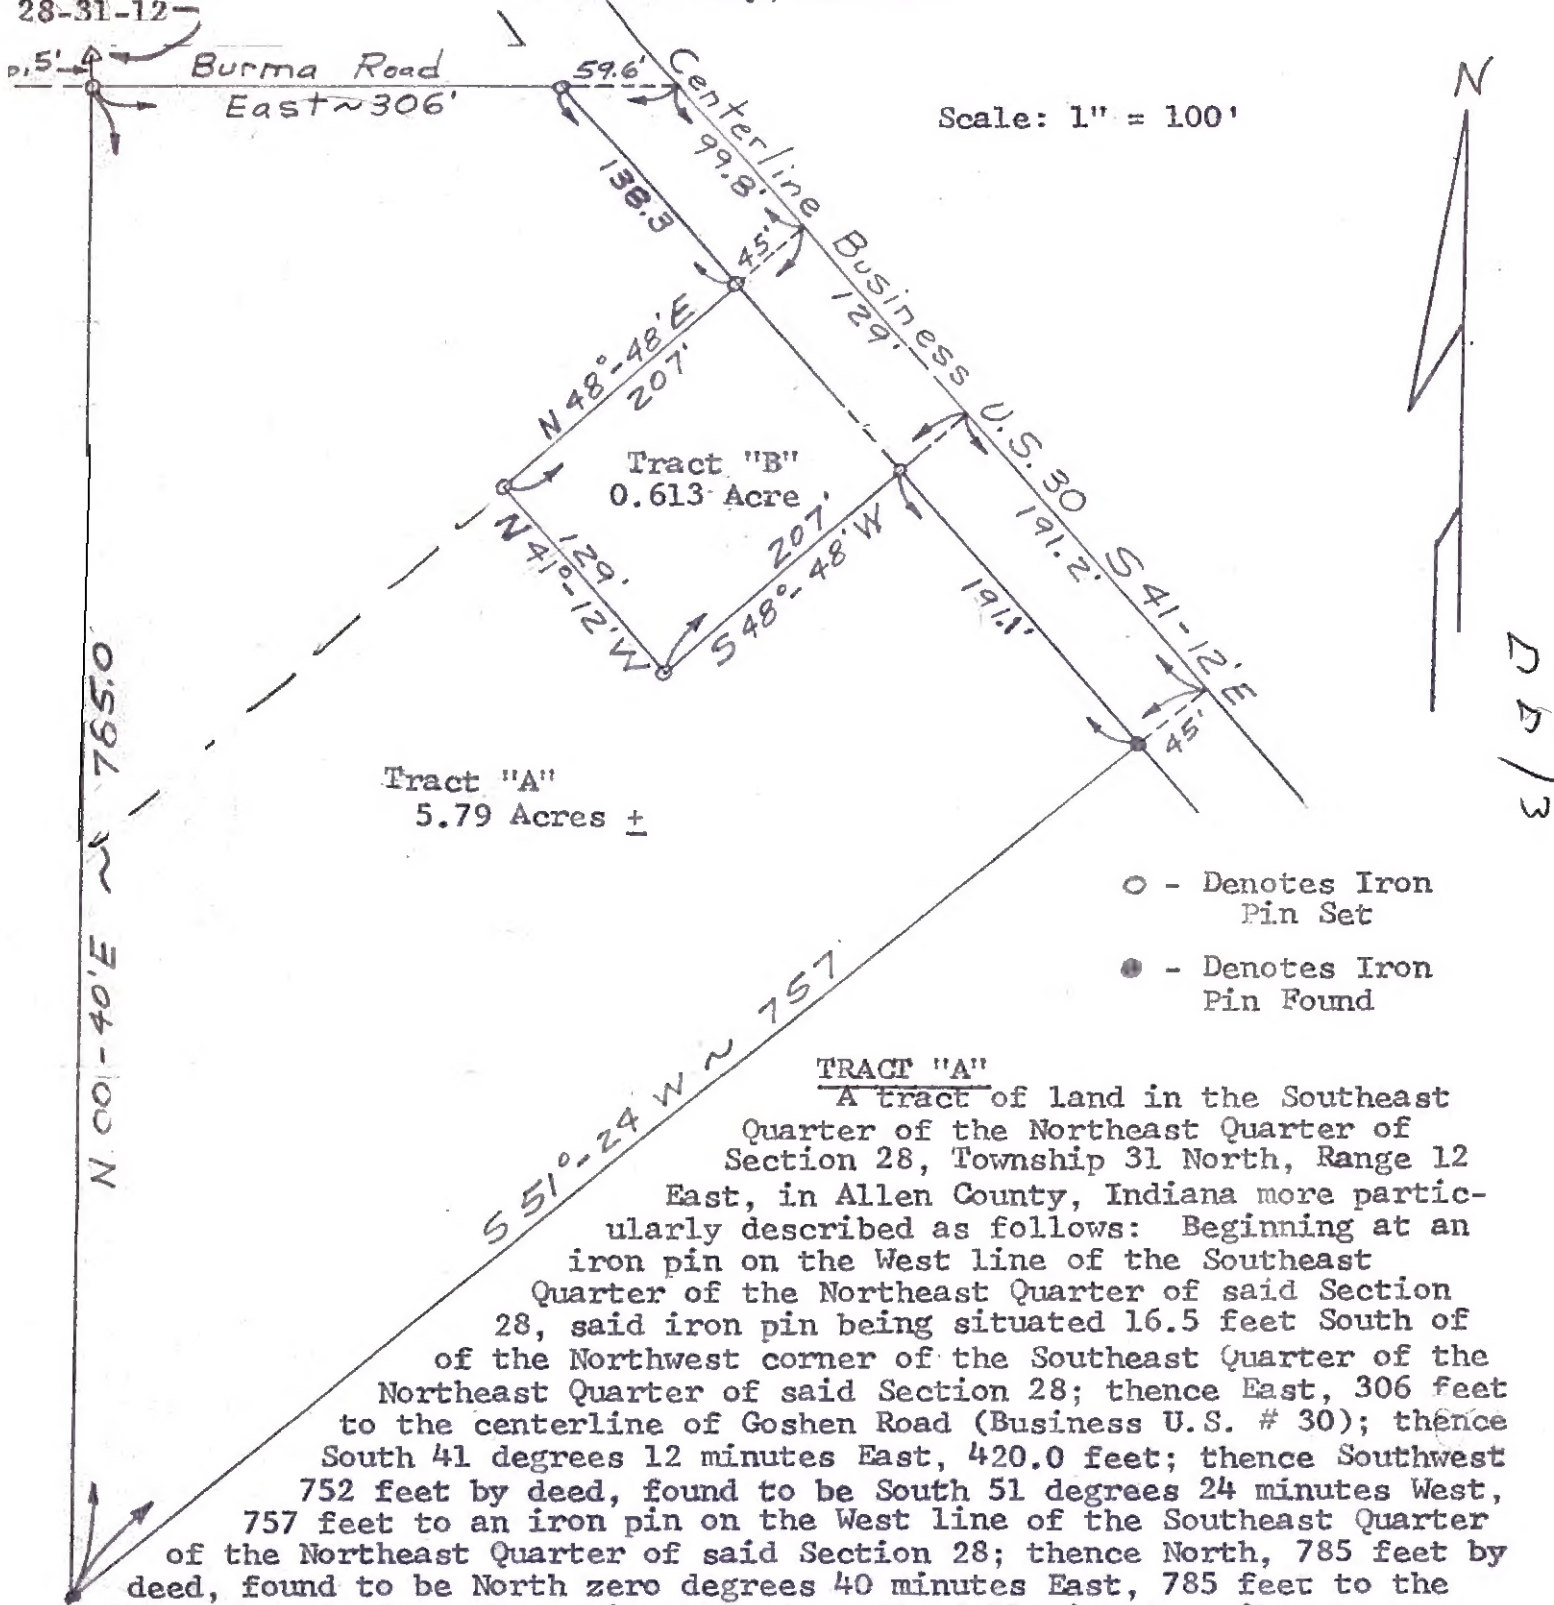 28-31-12
Burma Road
East ~ 306'
59.6'
Centerline Business U.S. 30 S 41-12'E
Scale: 1" = 100'
N
99.8'
138.3
45'
129'
N 48°-48'E
207'
Tract "B"
0.613 Acre
N 41°-12'W
129'
207'
S 48°-48'W
191.2'
191.1'
45'
N 00-40'E ~ 785.0
Tract "A"
5.79 Acres ±
O - Denotes Iron
Pin Set
● - Denotes Iron
Pin Found
S 51°-24 W ~ 757
TRACT "A"
A tract of land in the Southeast
Quarter of the Northeast Quarter of
Section 28, Township 31 North, Range 12
East, in Allen County, Indiana more partic-
ularly described as follows: Beginning at an
iron pin on the West line of the Southeast
Quarter of the Northeast Quarter of said Section
28, said iron pin being situated 16.5 feet South of
of the Northwest corner of the Southeast Quarter of the
Northeast Quarter of said Section 28; thence East, 306 feet
to the centerline of Goshen Road (Business U.S. # 30); thence
South 41 degrees 12 minutes East, 420.0 feet; thence Southwest
752 feet by deed, found to be South 51 degrees 24 minutes West,
757 feet to an iron pin on the West line of the Southeast Quarter
of the Northeast Quarter of said Section 28; thence North, 785 feet by
deed, found to be North zero degrees 40 minutes East, 785 feet to the